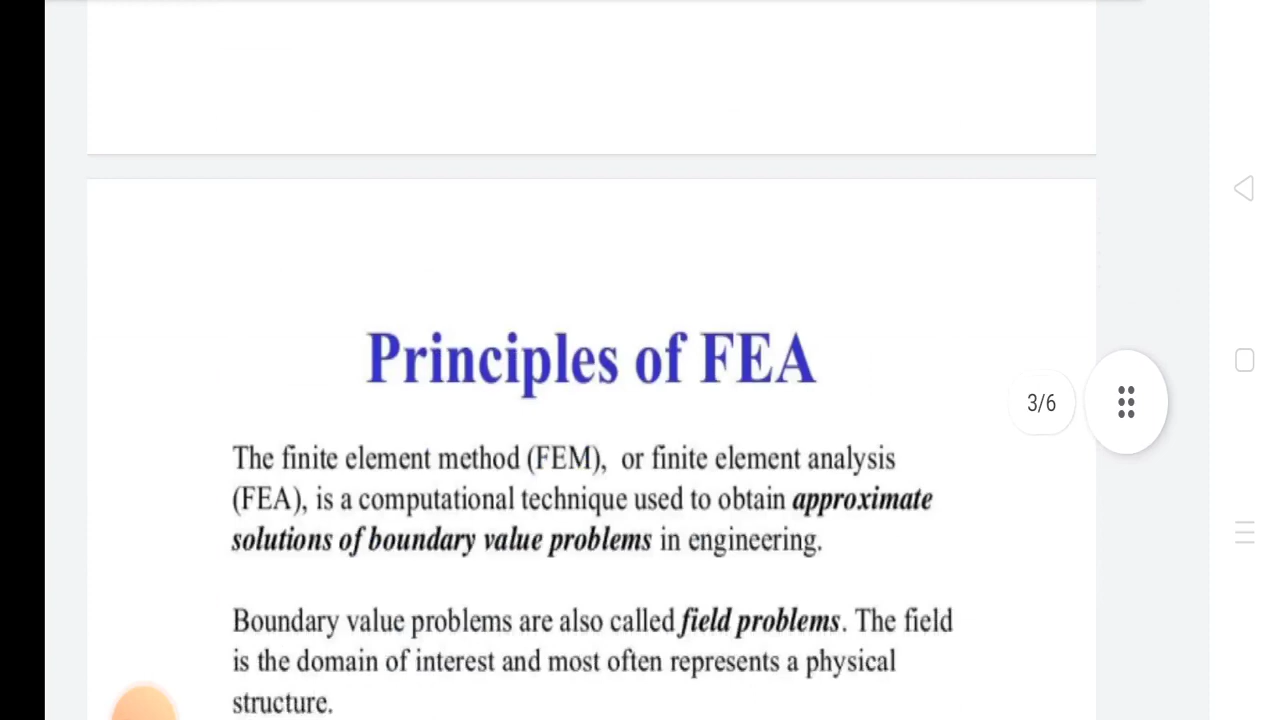 Principles of FEA
3/6
The finite element method (FEM), or finite element analysis
(FEA), is a computational technique used to obtain approximate
solutions of boundary value problems in engineering.
Boundary value problems are also called field problems. The field
is the domain of interest and most often represents a physical
structure.